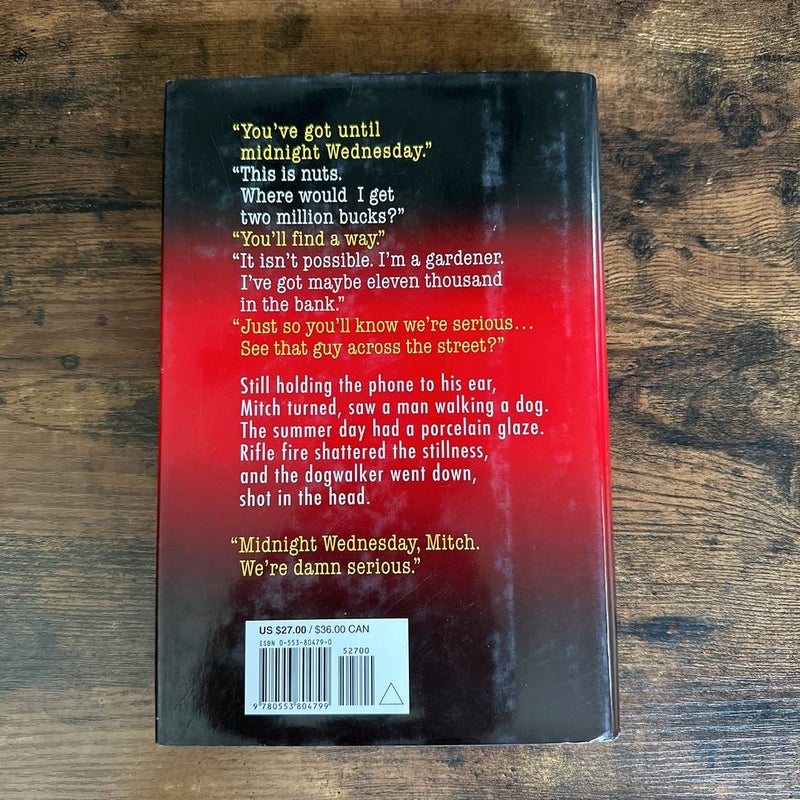 “You’ve got until
midnight Wednesday.”
“This is nuts.
Where would I get
two million bucks?”
“You’ll find a way.”
“It isn’t possible. I’m a gardener.
I’ve got maybe eleven thousand
in the bank.”
“Just so you’ll know we’re serious...
See that guy across the street?”
Still holding the phone to his ear,
Mitch turned, saw a man walking a dog.
The summer day had a porcelain glaze.
Rifle fire shattered the stillness,
and the dogwalker went down,
shot in the head.
“Midnight Wednesday, Mitch.
We’re damn serious.”
US $27.00 / $36.00 CAN
ISBN 0-553-80479-0
52700
9 780553 804799